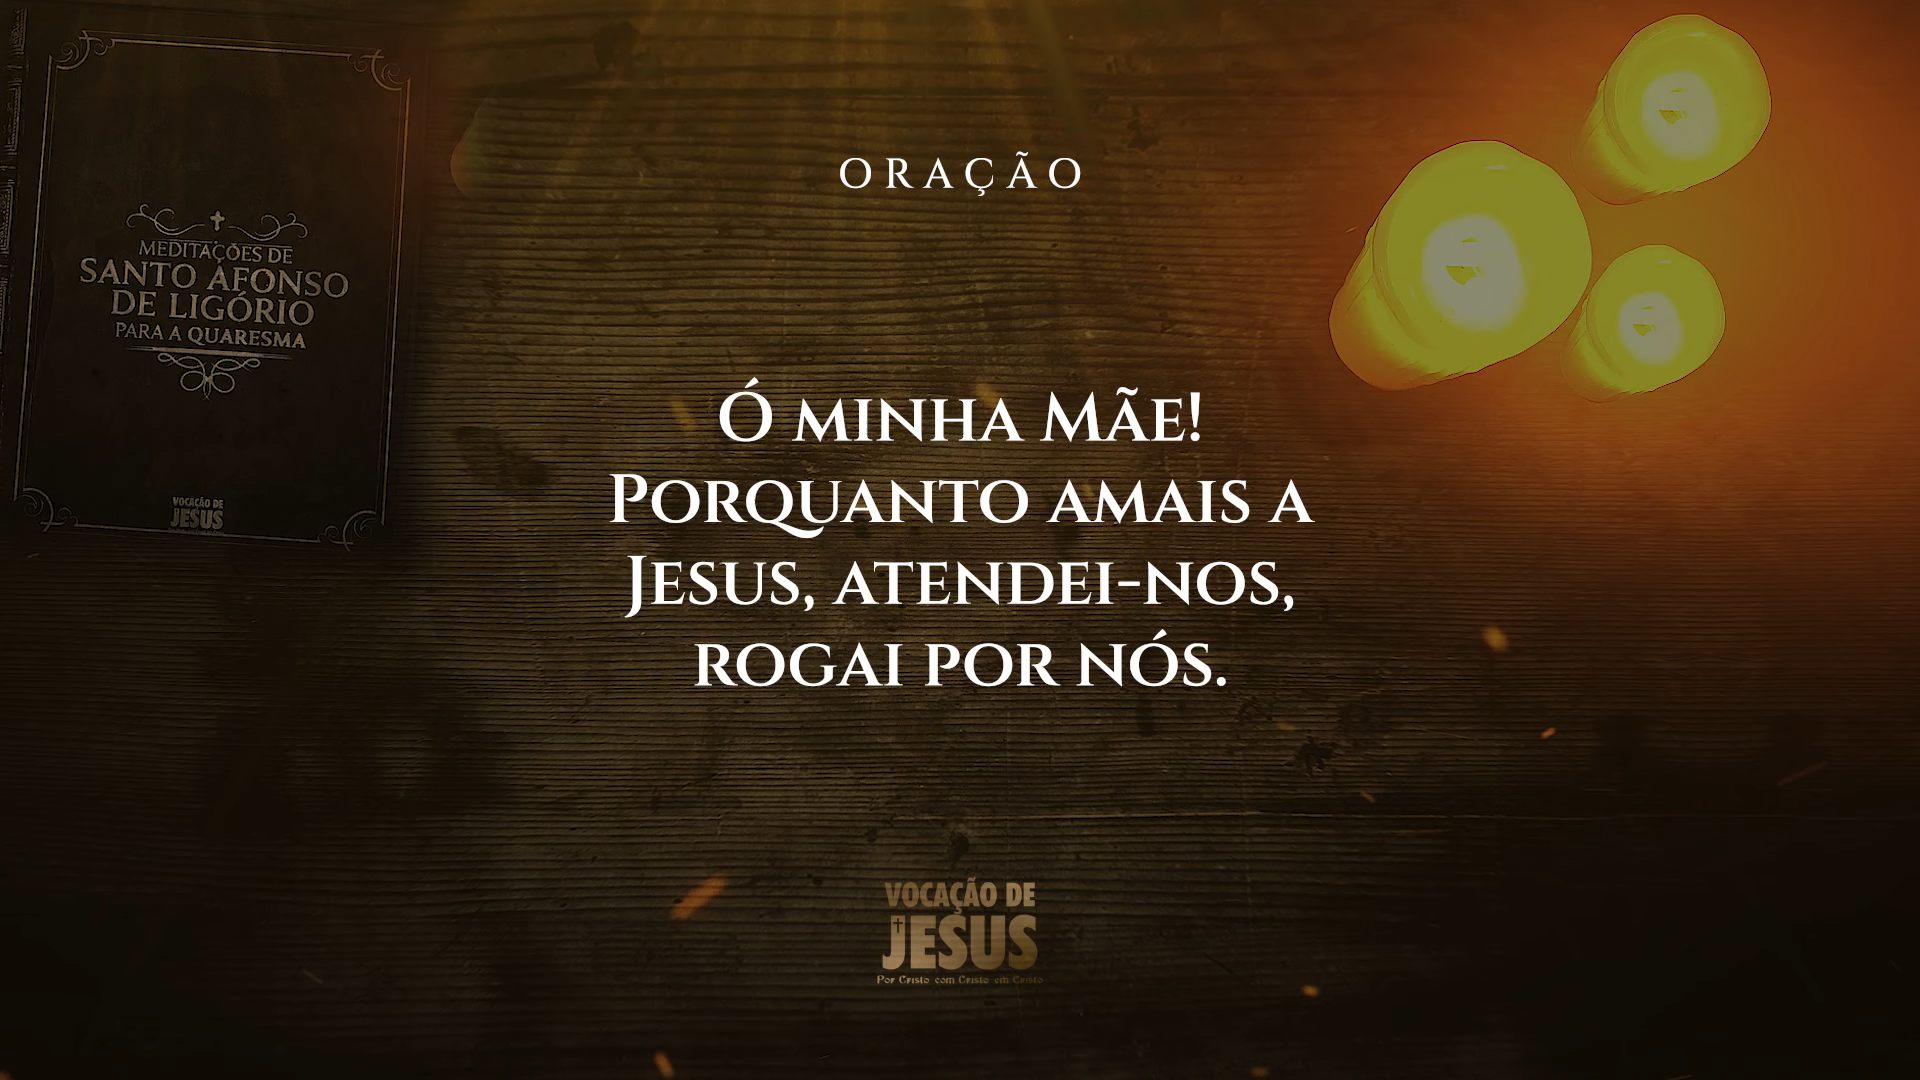 MEDITAÇÕES DE
SANTO AFONSO
DE LIGÓRIO
PARA A QUARESMA
VOCAÇÃO DE
JESUS
ORAÇÃO
Ó minha Mãe!
Porquanto amais a
Jesus, atendei-nos,
rogai por nós.
VOCAÇÃO DE
JESUS
Por Cristo com Cristo em Cristo